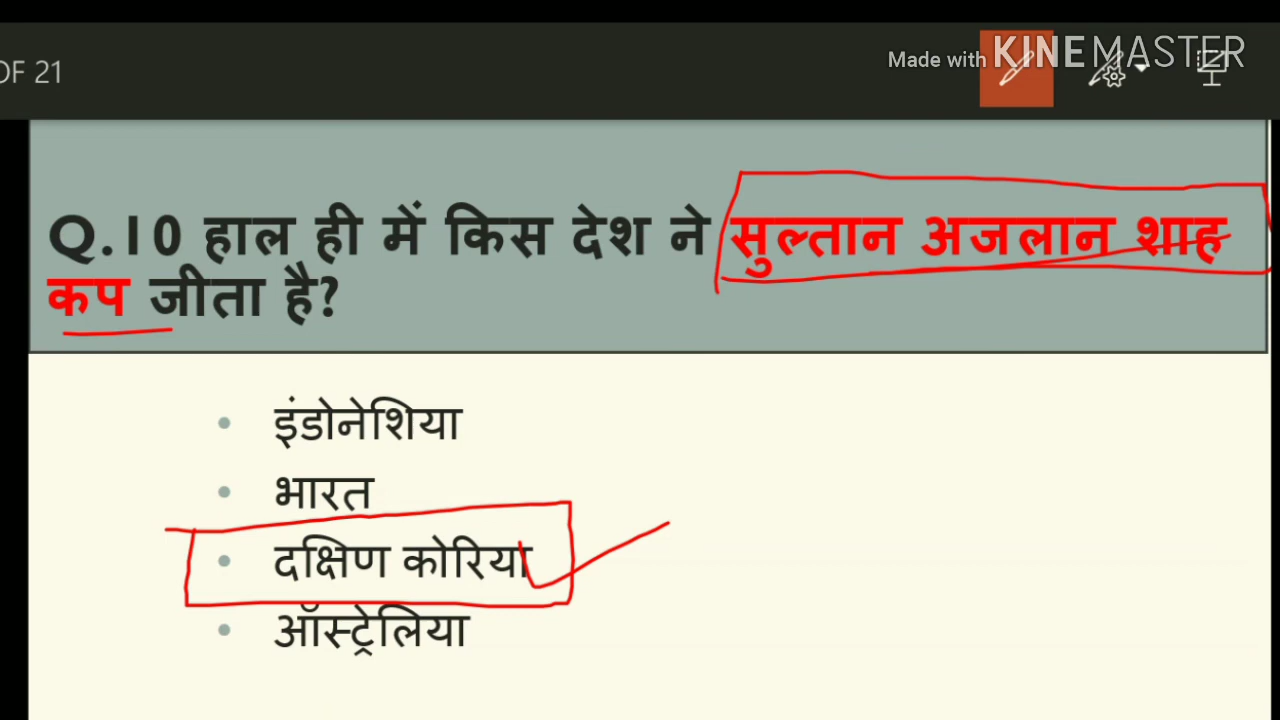 Made with KINEMASTER
OF 21
Q.10 हाल ही में किस देश ने सुल्तान अजलान शाह
कप जीता है?
इंडोनेशिया
भारत
दक्षिण कोरिया
ऑस्ट्रेलिया